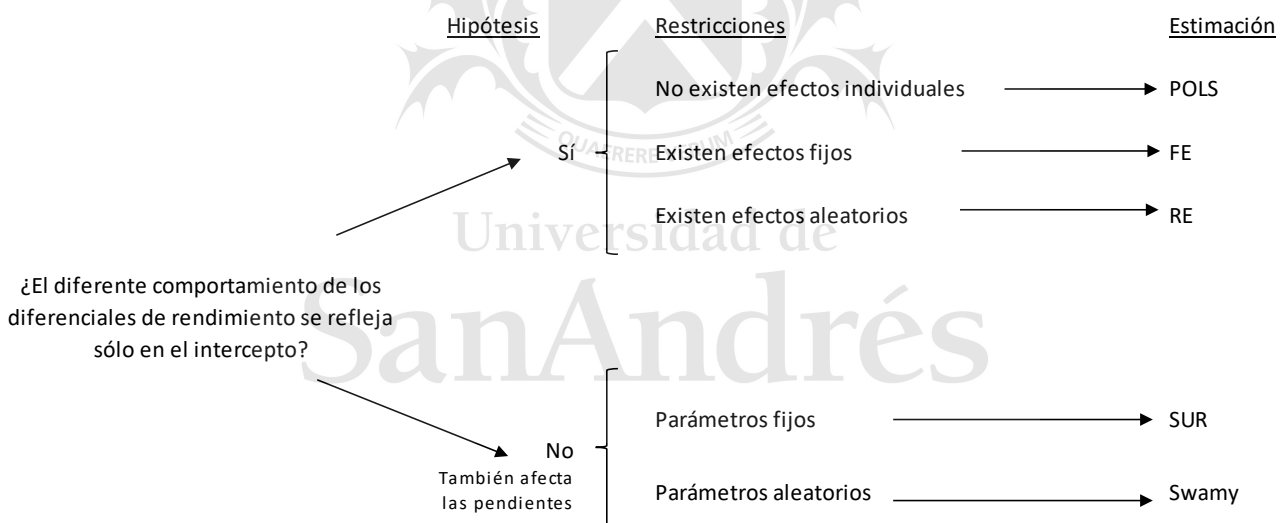 Hipótesis Restricciones Estimación
No existen efectos individuales POLS
Sí Existen efectos fijos FE
Existen efectos aleatorios RE
¿El diferente comportamiento de los
diferenciales de rendimiento se refleja
sólo en el intercepto?
Parámetros fijos SUR
No
También afecta
las pendientes
Parámetros aleatorios Swamy
QUAERERE VERUM
Universidad de
SanAndrés